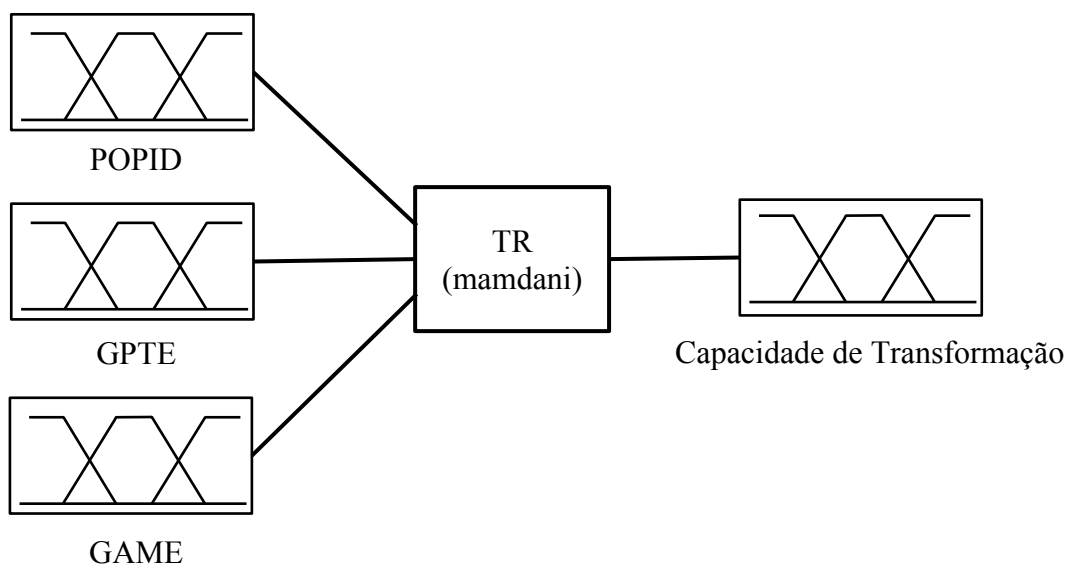 POPID
GPTE
GAME
TR
(mamdani)
Capacidade de Transformação